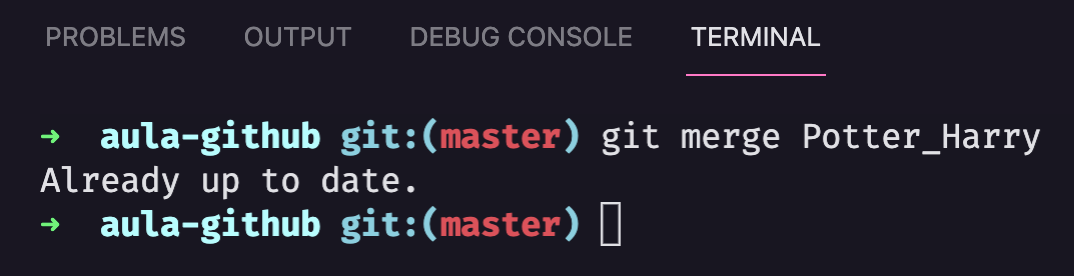 PROBLEMS OUTPUT DEBUG CONSOLE TERMINAL
→ aula-github git:(master) git merge Potter_Harry
Already up to date.
→ aula-github git:(master)